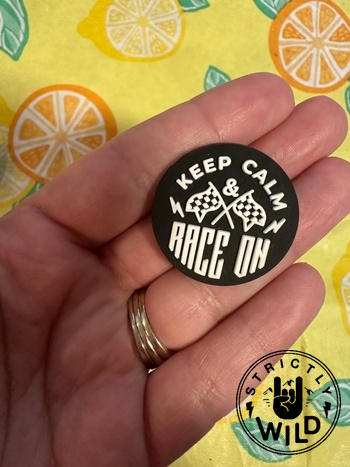 KEEP CALM
&
RACE ON
STRICTLY
WILD